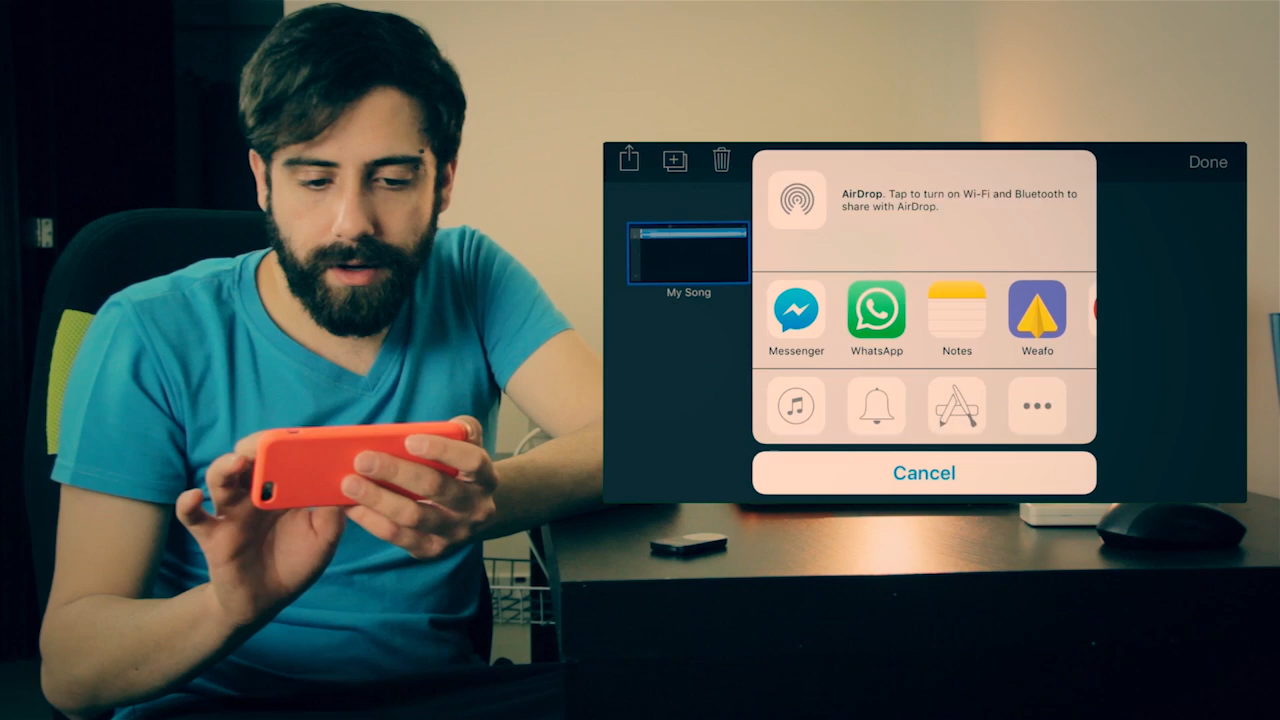 Done
AirDrop. Tap to turn on Wi-Fi and Bluetooth to
share with AirDrop.
My Song
Messenger
WhatsApp
Notes
Weafo
Cancel